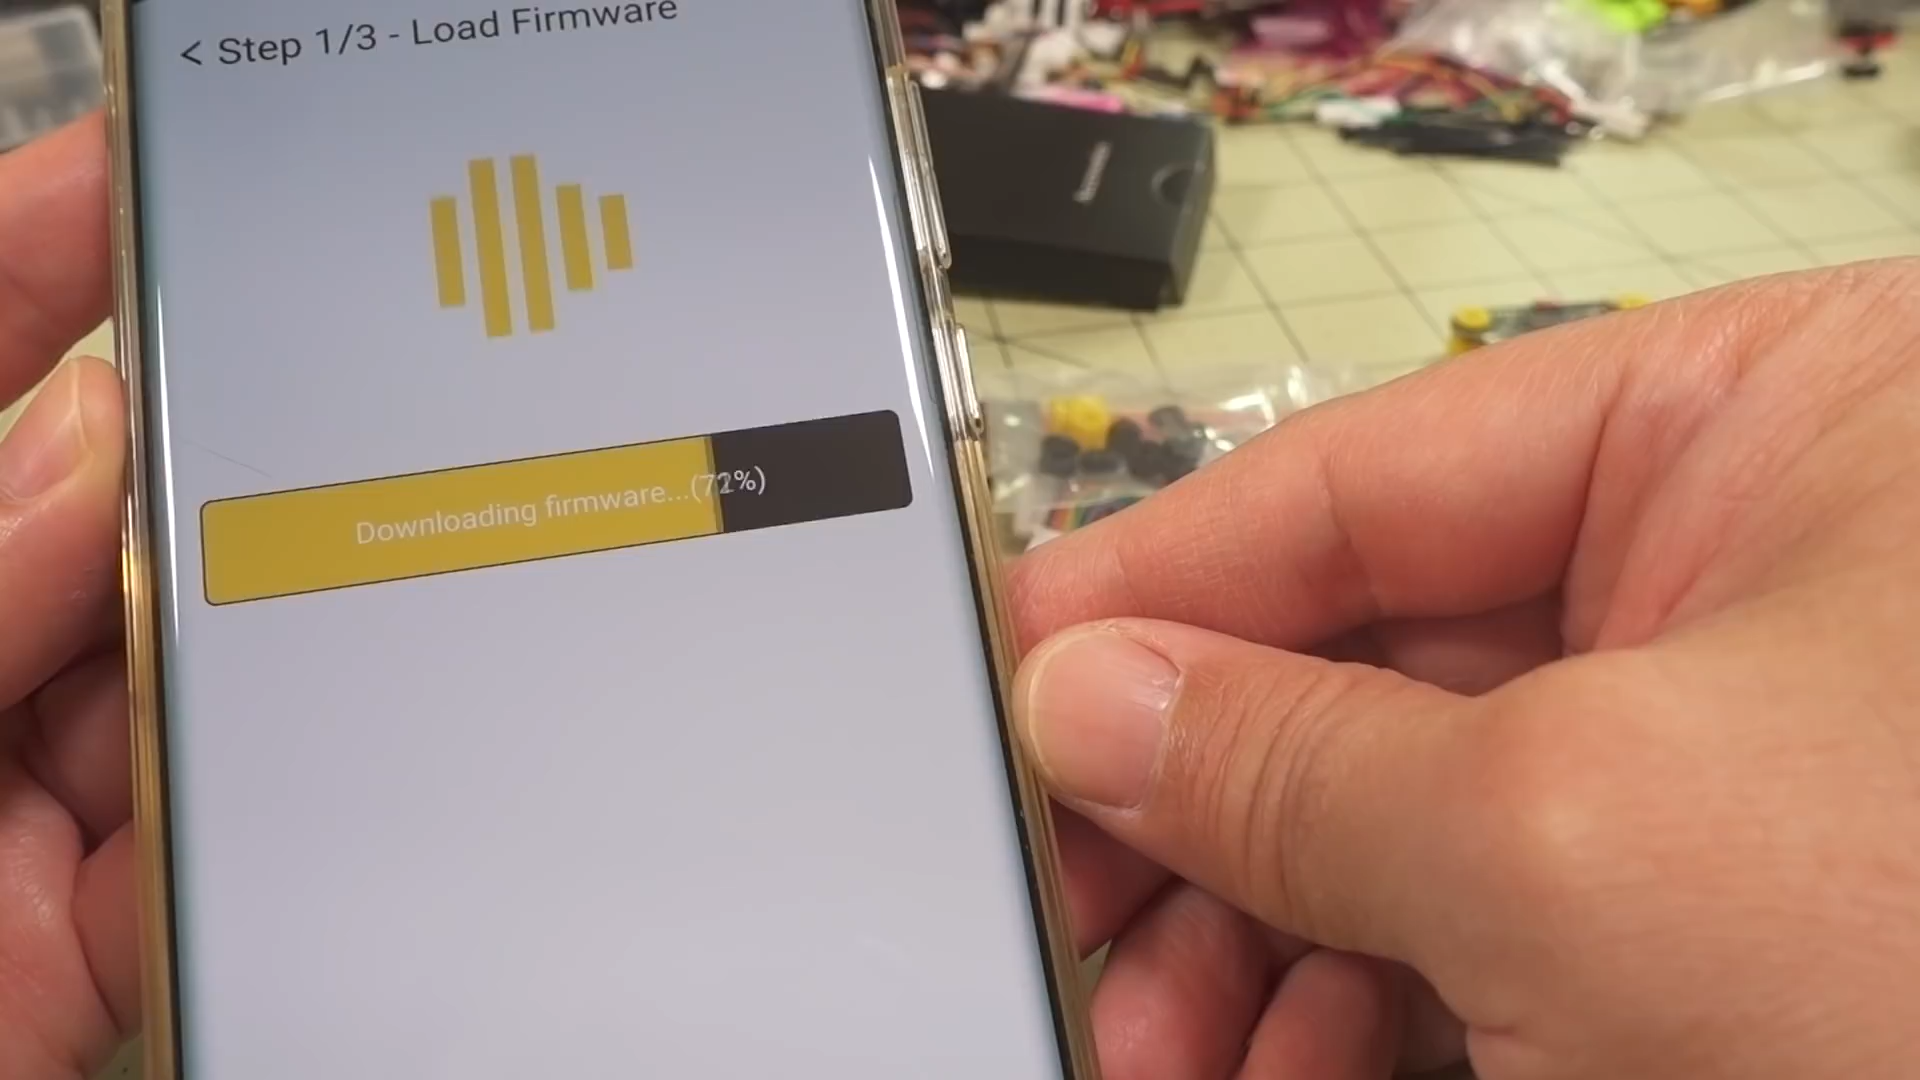 < Step 1/3 - Load Firmware
Downloading firmware...(72%)